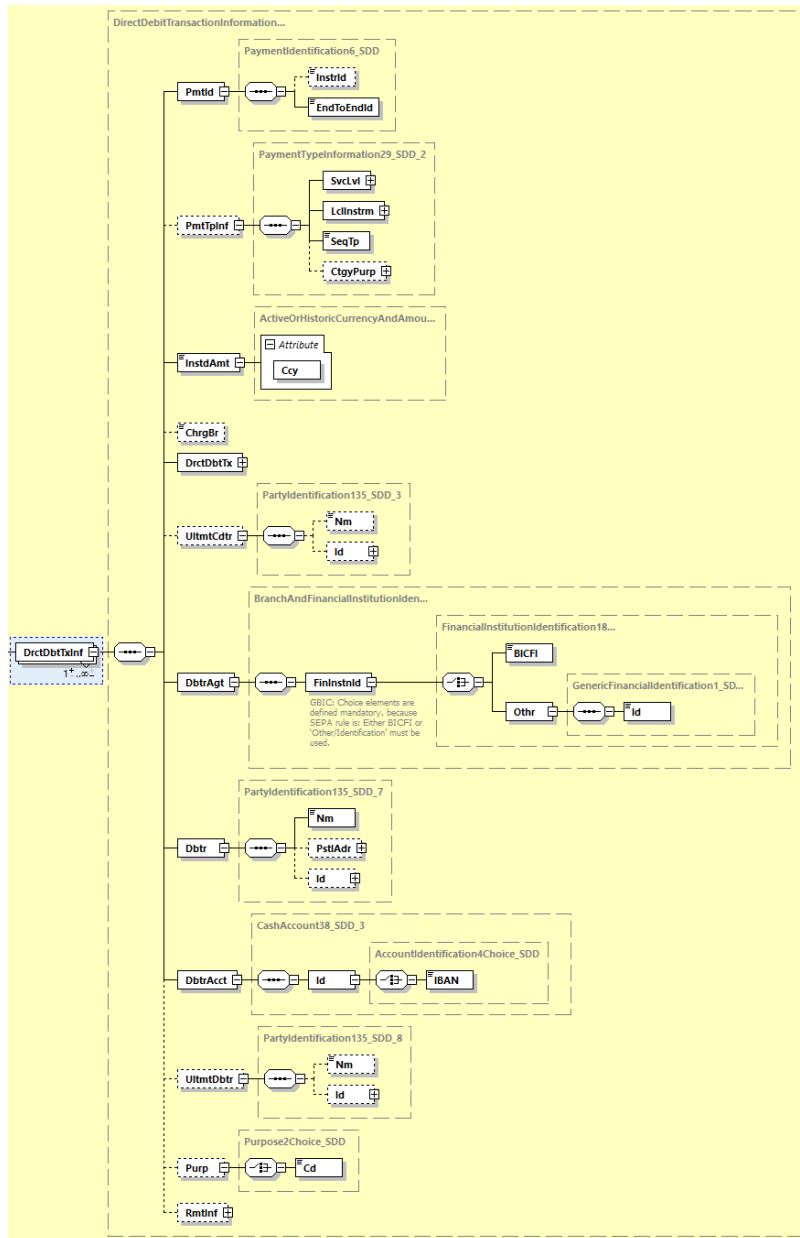 DirectDebitTransactionInformation...
PaymentIdentification6_SDD
InstrId
PmtId
EndToEndId
PaymentTypeInformation29_SDD_2
SvcLvl
LclInstrm
PmtTpInf
SeqTp
CtgyPurp
ActiveOrHistoricCurrencyAndAmou...
Attribute
InstdAmt
Ccy
ChrgBr
DrctDbtTx
PartyIdentification135_SDD_3
Nm
UltmtCdtr
Id
BranchAndFinancialInstitutionIden...
FinancialInstitutionIdentification18...
DrctDbtTxInf
1..∞
BICFI
DbtrAgt
FinInstnId
GenericFinancialIdentification1_SD...
GBIC: Choice elements are
defined mandatory, because
SEPA rule is: Either BICFI or
'Other/Identification' must be
used.
Othr
Id
PartyIdentification135_SDD_7
Nm
Dbtr
PstlAdr
Id
CashAccount38_SDD_3
AccountIdentification4Choice_SDD
DbtrAcct
Id
IBAN
PartyIdentification135_SDD_8
Nm
UltmtDbtr
Id
Purpose2Choice_SDD
Purp
Cd
RmtInf